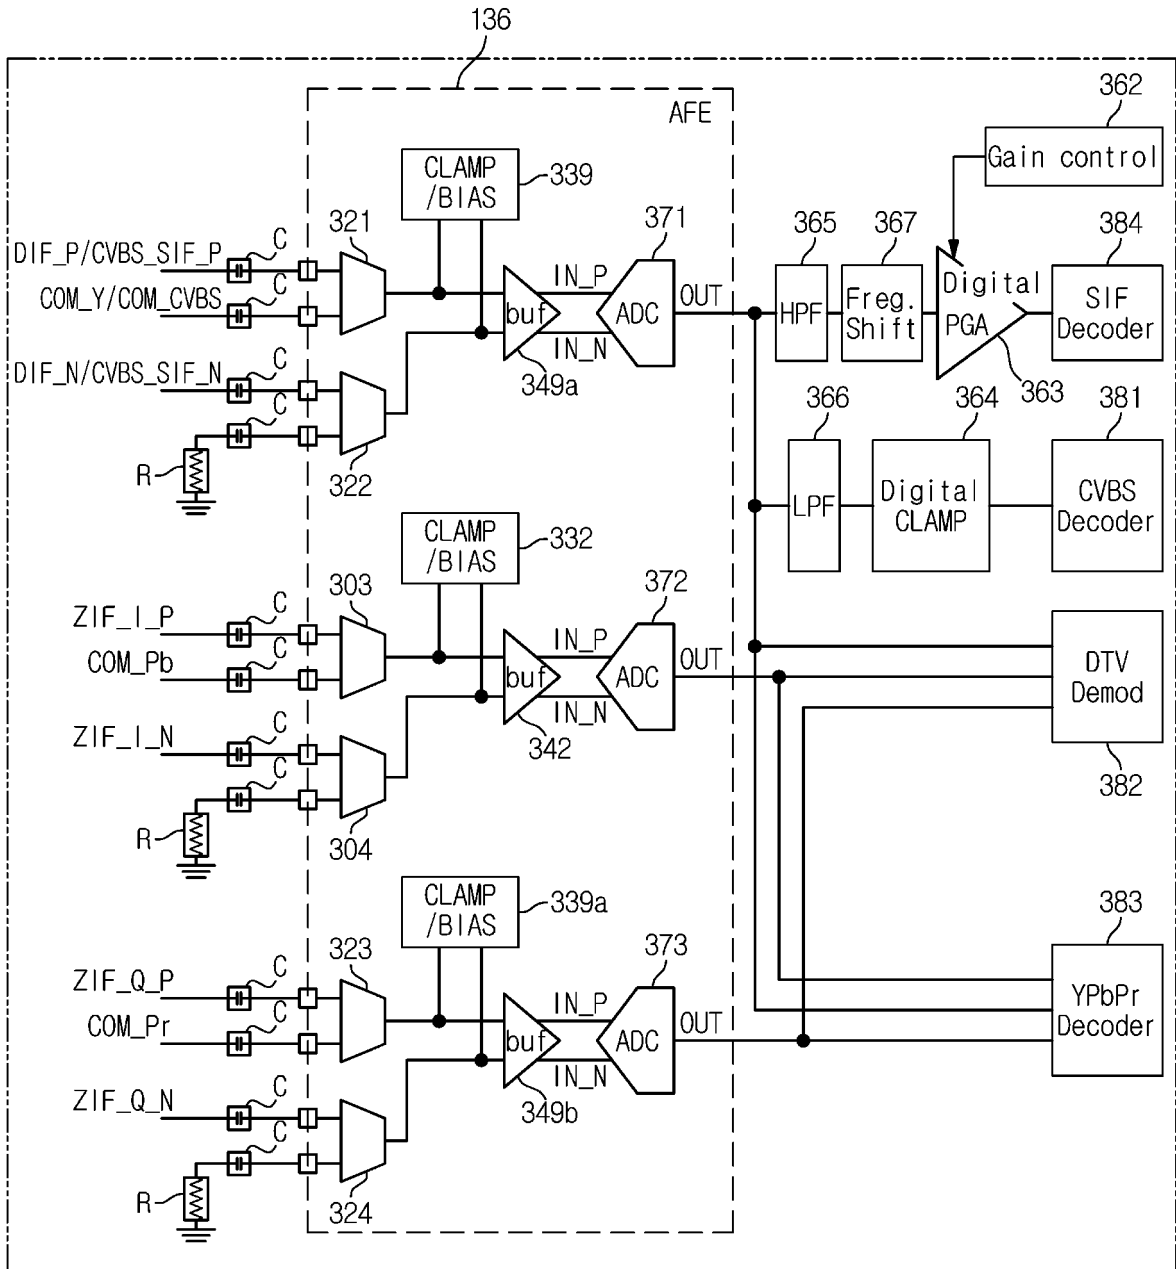 136
AFE
362
Gain control
CLAMP
/BIAS
339
371
365
367
384
321
DIF_P/CVBS_SIF_P
C
COM_Y/COM_CVBS
C
IN_P
buf
IN_N
349a
ADC
OUT
HPF
Freg.
Shift
Digital
PGA
363
SIF
Decoder
DIF_N/CVBS_SIF_N
C
C
R
322
366
364
381
LPF
Digital
CLAMP
CVBS
Decoder
CLAMP
/BIAS
332
372
303
ZIF_I_P
C
COM_Pb
C
IN_P
buf
IN_N
342
ADC
OUT
DTV
Demod
382
ZIF_I_N
C
C
R
304
CLAMP
/BIAS
339a
373
383
323
ZIF_Q_P
C
COM_Pr
C
IN_P
buf
IN_N
349b
ADC
OUT
YPbPr
Decoder
ZIF_Q_N
C
C
R
324